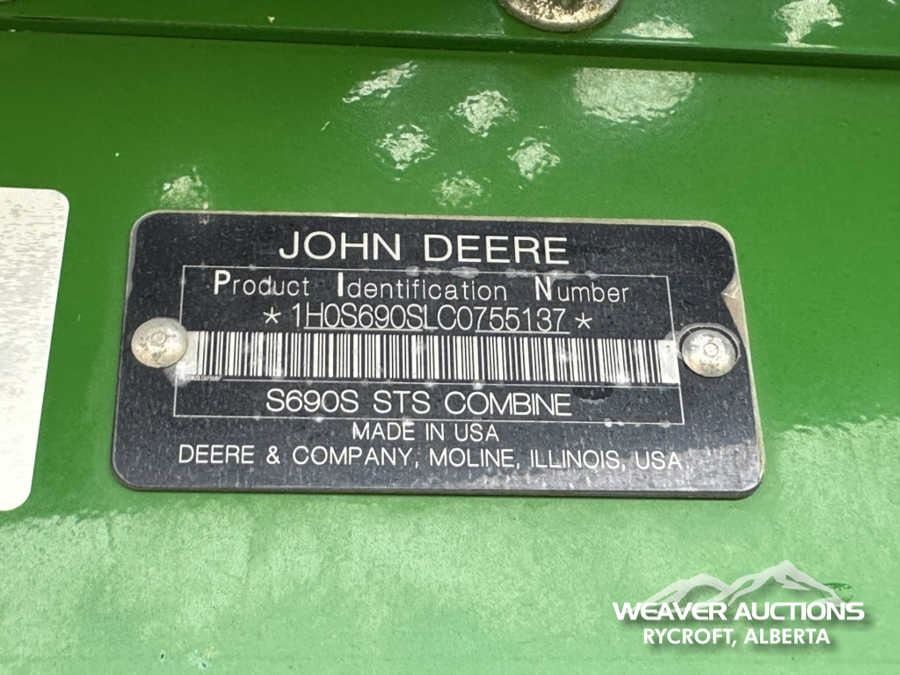 JOHN DEERE
Product Identification Number
*1H0S690SLC0755137*
S690S STS COMBINE
MADE IN USA
DEERE & COMPANY, MOLINE, ILLINOIS, USA
WEAVER AUCTIONS
RYCROFT, ALBERTA